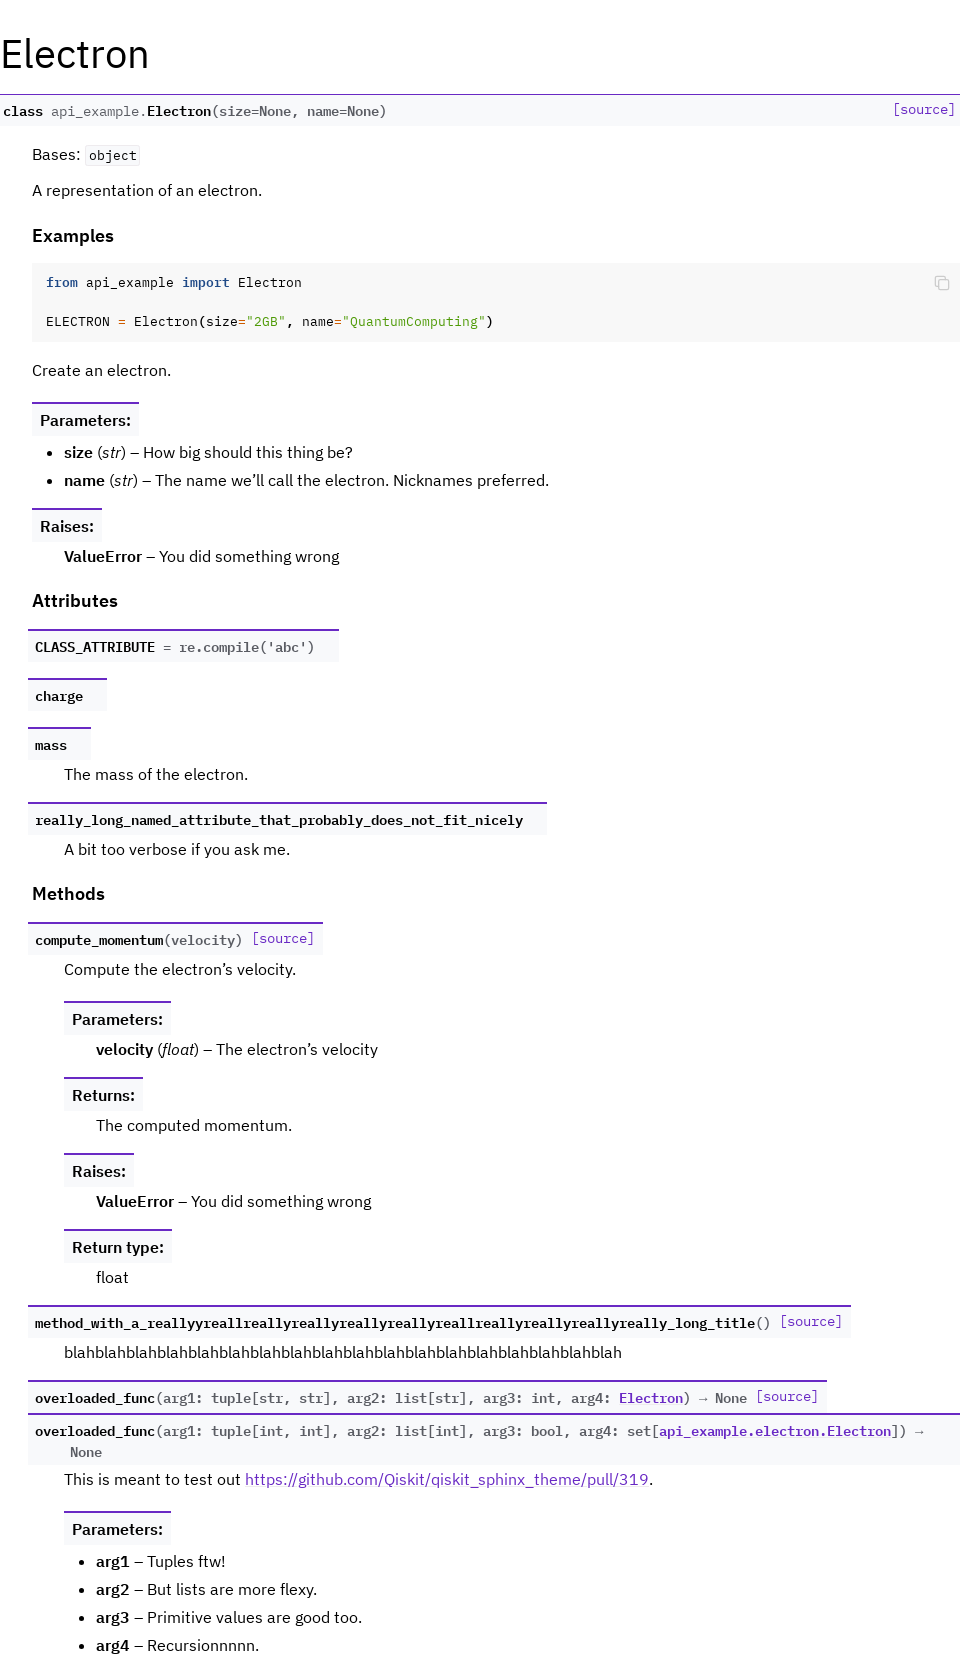 Electron
class api_example.Electron(size=None, name=None) [source]
Bases: object
A representation of an electron.
Examples
from api_example import Electron
ELECTRON = Electron(size="2GB", name="QuantumComputing")
Create an electron.
Parameters:
• size (str) – How big should this thing be?
• name (str) – The name we’ll call the electron. Nicknames preferred.
Raises:
ValueError – You did something wrong
Attributes
CLASS_ATTRIBUTE = re.compile('abc')
charge
mass
The mass of the electron.
really_long_named_attribute_that_probably_does_not_fit_nicely
A bit too verbose if you ask me.
Methods
compute_momentum(velocity) [source]
Compute the electron’s velocity.
Parameters:
velocity (float) – The electron’s velocity
Returns:
The computed momentum.
Raises:
ValueError – You did something wrong
Return type:
float
method_with_a_reallyyreallreallyreallyreallyreallyreallreallyreallyreallyreally_long_title() [source]
blahblahblahblahblahblahblahblahblahblahblahblahblahblahblahblahblahblah
overloaded_func(arg1: tuple[str, str], arg2: list[str], arg3: int, arg4: Electron) → None [source]
overloaded_func(arg1: tuple[int, int], arg2: list[int], arg3: bool, arg4: set[api_example.electron.Electron]) →
None
This is meant to test out https://github.com/Qiskit/qiskit_sphinx_theme/pull/319.
Parameters:
• arg1 – Tuples ftw!
• arg2 – But lists are more flexy.
• arg3 – Primitive values are good too.
• arg4 – Recursionnnnn.